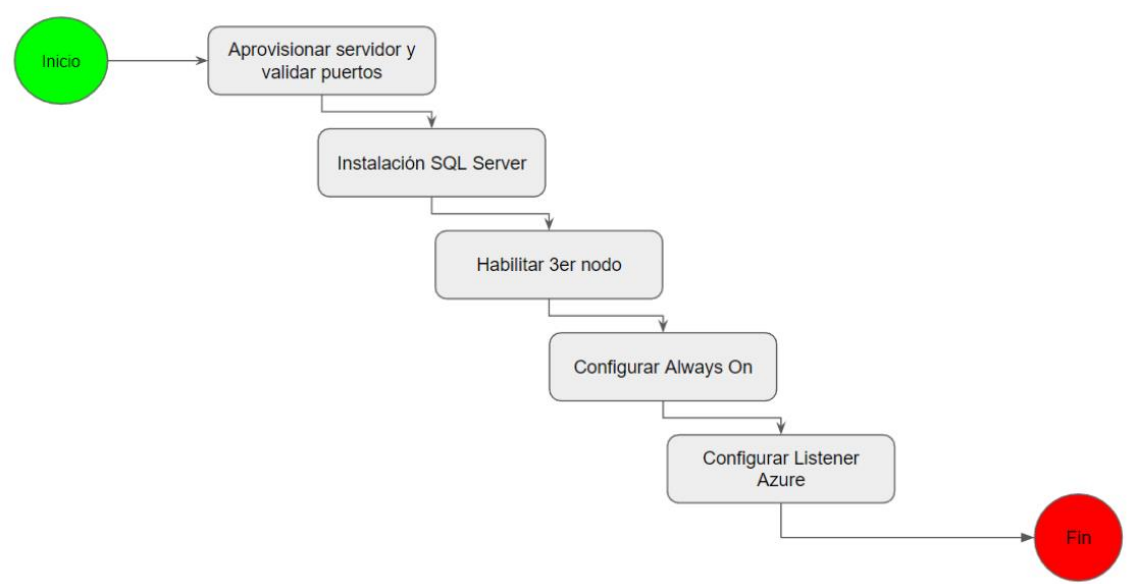 Inicio
Aprovisionar servidor y
validar puertos
Instalación SQL Server
Habilitar 3er nodo
Configurar Always On
Configurar Listener
Azure
Fin